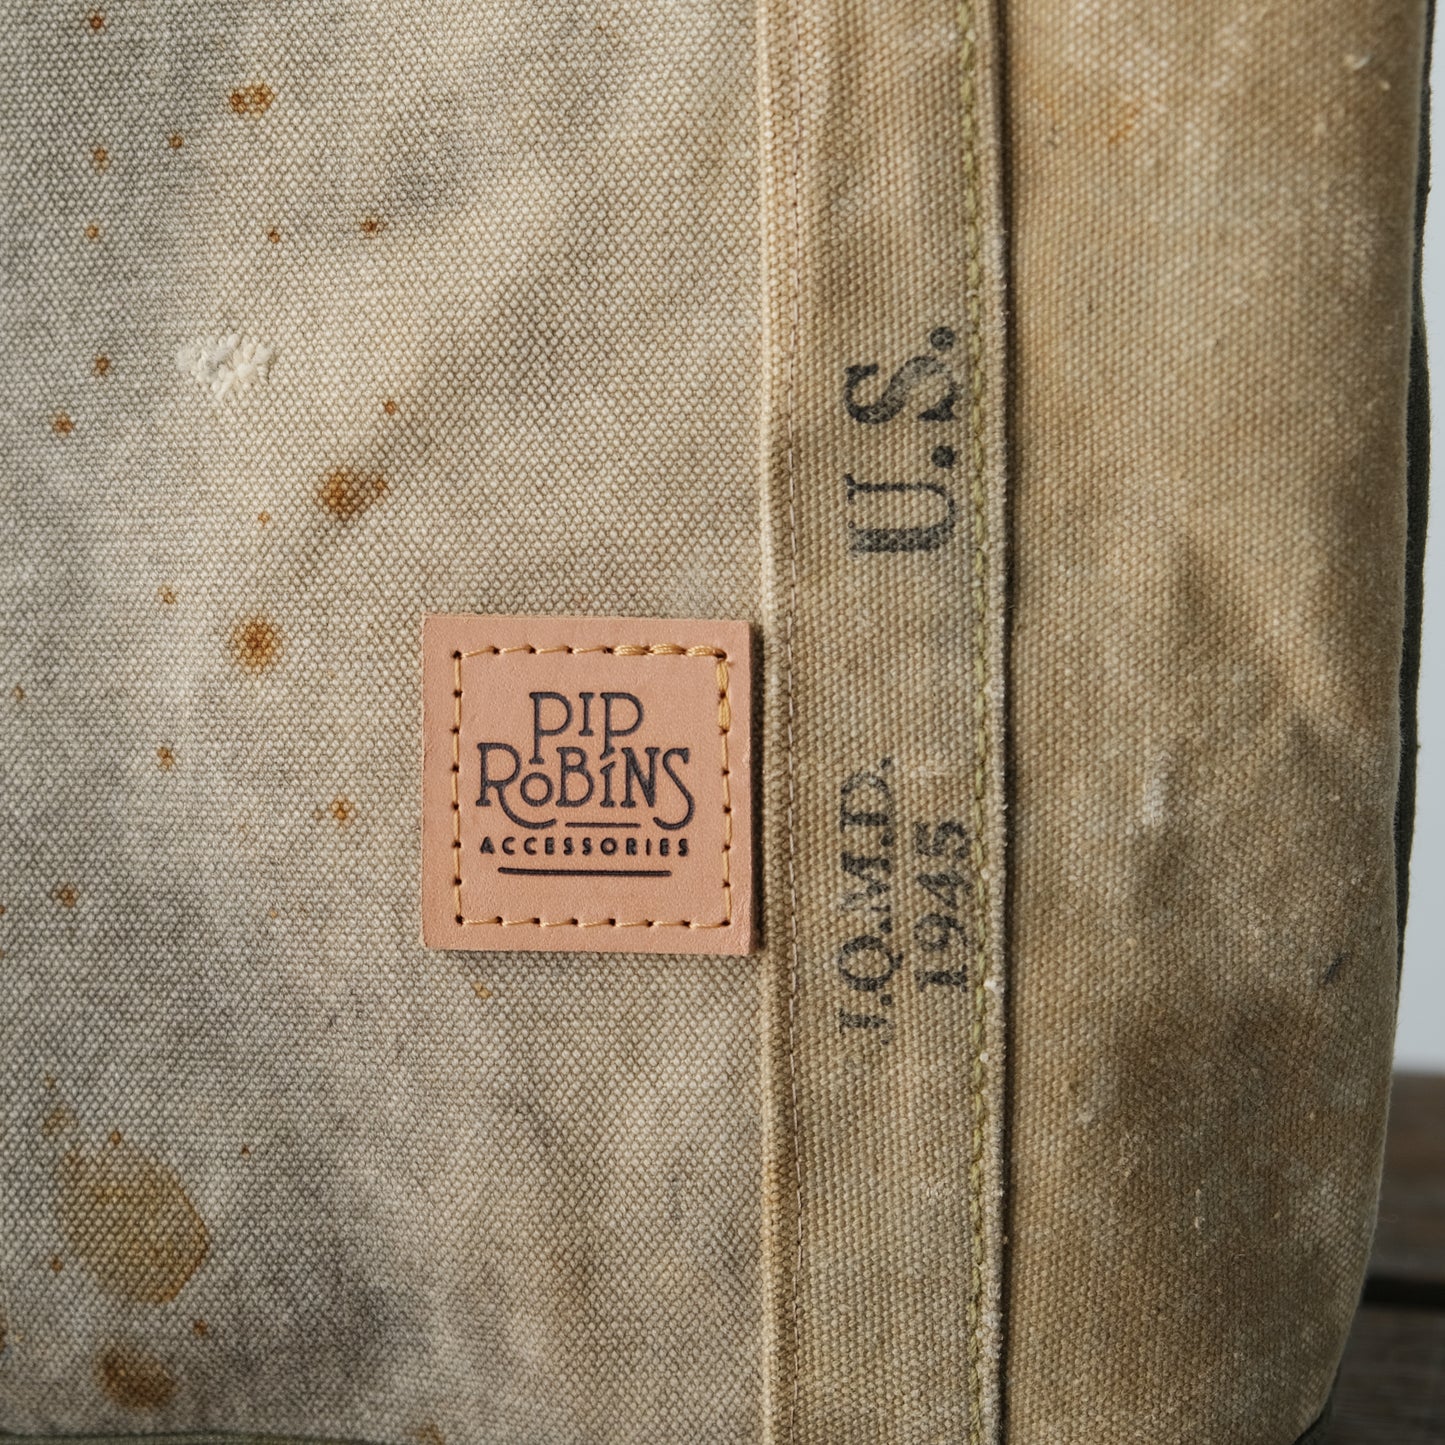 PIP
ROBINS
ACCESSORIES
U.S.
J.Q.M.D.
1945